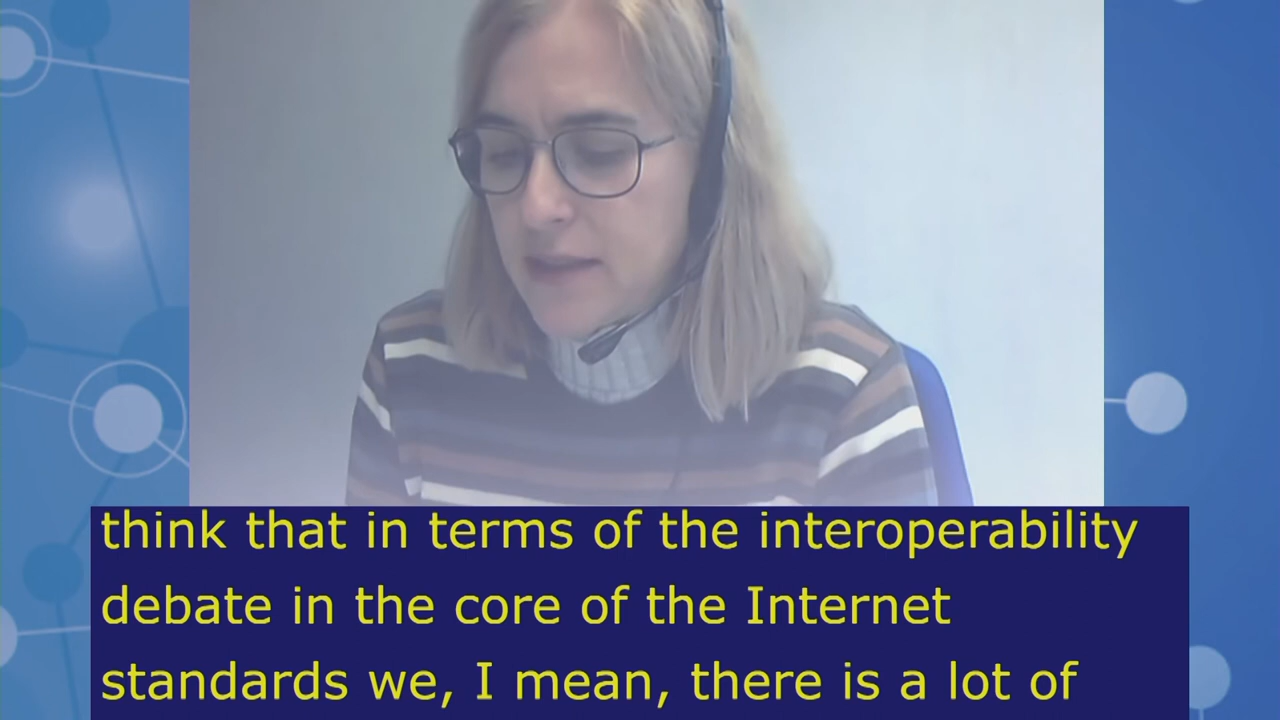 think that in terms of the interoperability
debate in the core of the Internet
standards we, I mean, there is a lot of